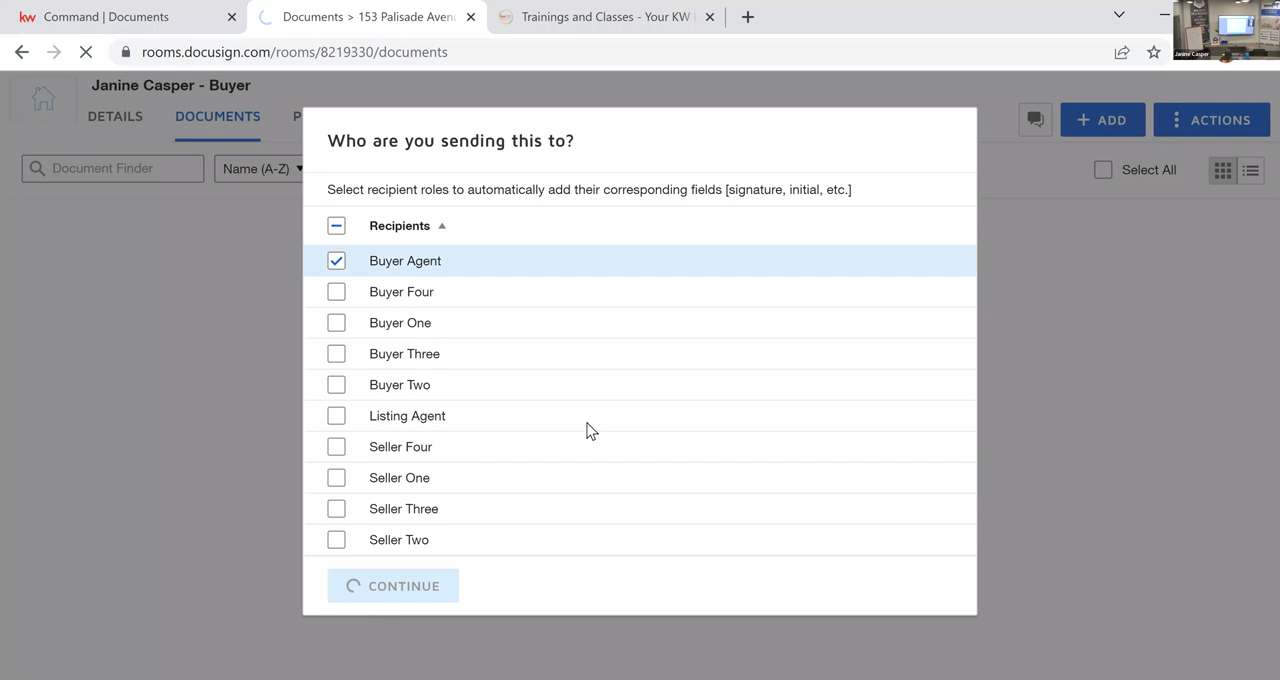 kw Command | Documents
Documents > 153 Palisade Aven
Trainings and Classes - Your KW
rooms.docusign.com/rooms/8219330/documents
Janine Casper
Janine Casper - Buyer
DETAILS DOCUMENTS P
ADD
ACTIONS
Document Finder
Name (A-Z)
Select All
Who are you sending this to?
Select recipient roles to automatically add their corresponding fields [signature, initial, etc.]
Recipients
Buyer Agent
Buyer Four
Buyer One
Buyer Three
Buyer Two
Listing Agent
Seller Four
Seller One
Seller Three
Seller Two
CONTINUE